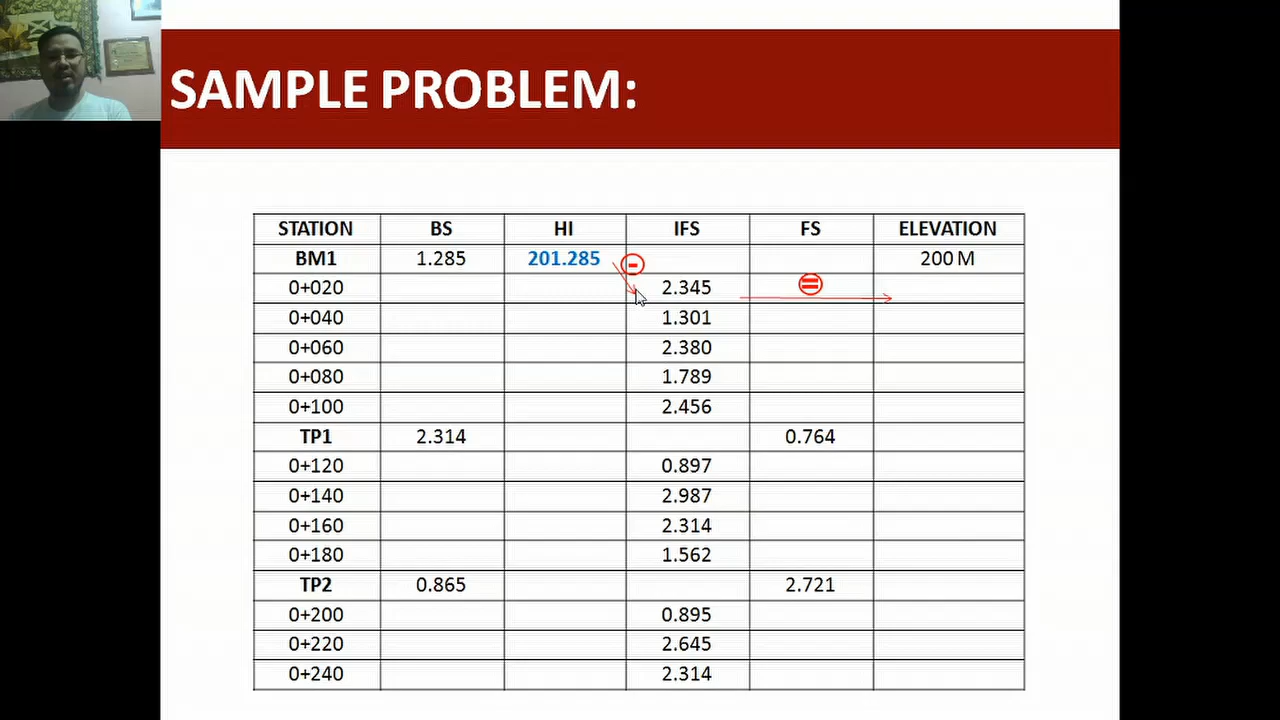 SAMPLE PROBLEM:
STATION BS HI IFS FS ELEVATION
BM1 1.285 201.285 - 200 M
0+020 2.345 =
0+040 1.301
0+060 2.380
0+080 1.789
0+100 2.456
TP1 2.314 0.764
0+120 0.897
0+140 2.987
0+160 2.314
0+180 1.562
TP2 0.865 2.721
0+200 0.895
0+220 2.645
0+240 2.314